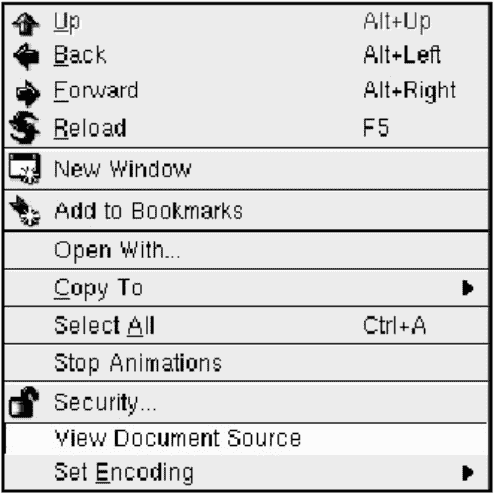 Up Alt+Up
Back Alt+Left
Forward Alt+Right
Reload F5
New Window
Add to Bookmarks
Open With...
Copy To
Select All Ctrl+A
Stop Animations
Security...
View Document Source
Set Encoding